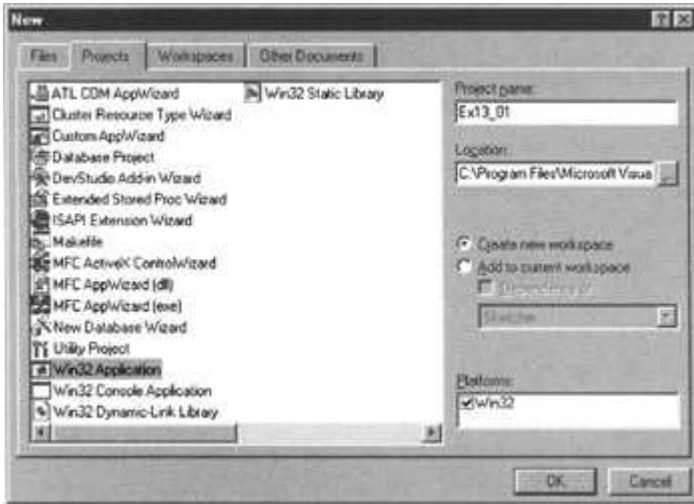 New
Files
Projects
Workspaces
Other Documents
ATL COM AppWizard
Cluster Resource Type Wizard
Custom AppWizard
Database Project
DevStudio Add-in Wizard
Extended Stored Proc Wizard
ISAPI Extension Wizard
Makefile
MFC ActiveX ControlWizard
MFC AppWizard (dll)
MFC AppWizard (exe)
New Database Wizard
Utility Project
Win32 Application
Win32 Console Application
Win32 Dynamic-Link Library
Win32 Static Library
Project name:
Ex13_01
Location:
C:\Program Files\Microsoft Visua
...
Create new workspace
Add to current workspace
Dependency of
Sketcher
Platforms:
Win32
OK
Cancel